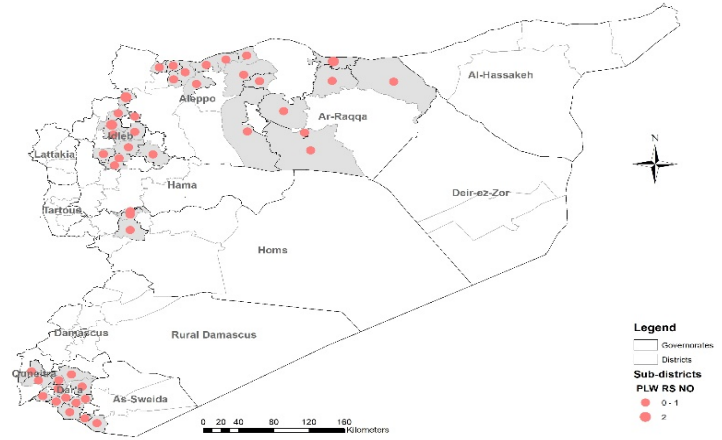 Al-Hassakeh
Aleppo
Ar-Raqqa
Idleb
Lattakia
Hama
N
Deir-ez-Zor
Tartous
Homs
Damascus
Rural Damascus
Quneitra
Dar'a
As-Sweida
Legend
Governorates
Districts
Sub-districts
PLW RS NO
0 - 1
2
0 20 40 80 120 160
Kilometers